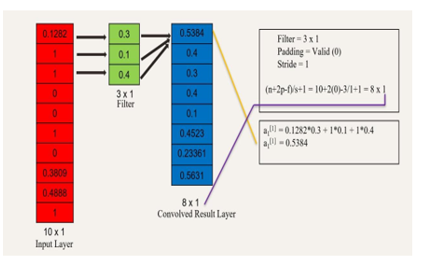 0.1282
1
1
0
0
1
0
0.3809
0.4888
1
10 x 1
Input Layer
0.3
0.1
0.4
3 x 1
Filter
0.5384
0.4
0.3
0.4
0.1
0.4523
0.23361
0.5631
8 x 1
Convolved Result Layer
Filter = 3 x 1
Padding = Valid (0)
Stride = 1
(n+2p-f)/s+1 = 10+2(0)-3/1+1 = 8 x 1
a₁[1] = 0.1282*0.3 + 1*0.1 + 1*0.4
a₁[1] = 0.5384